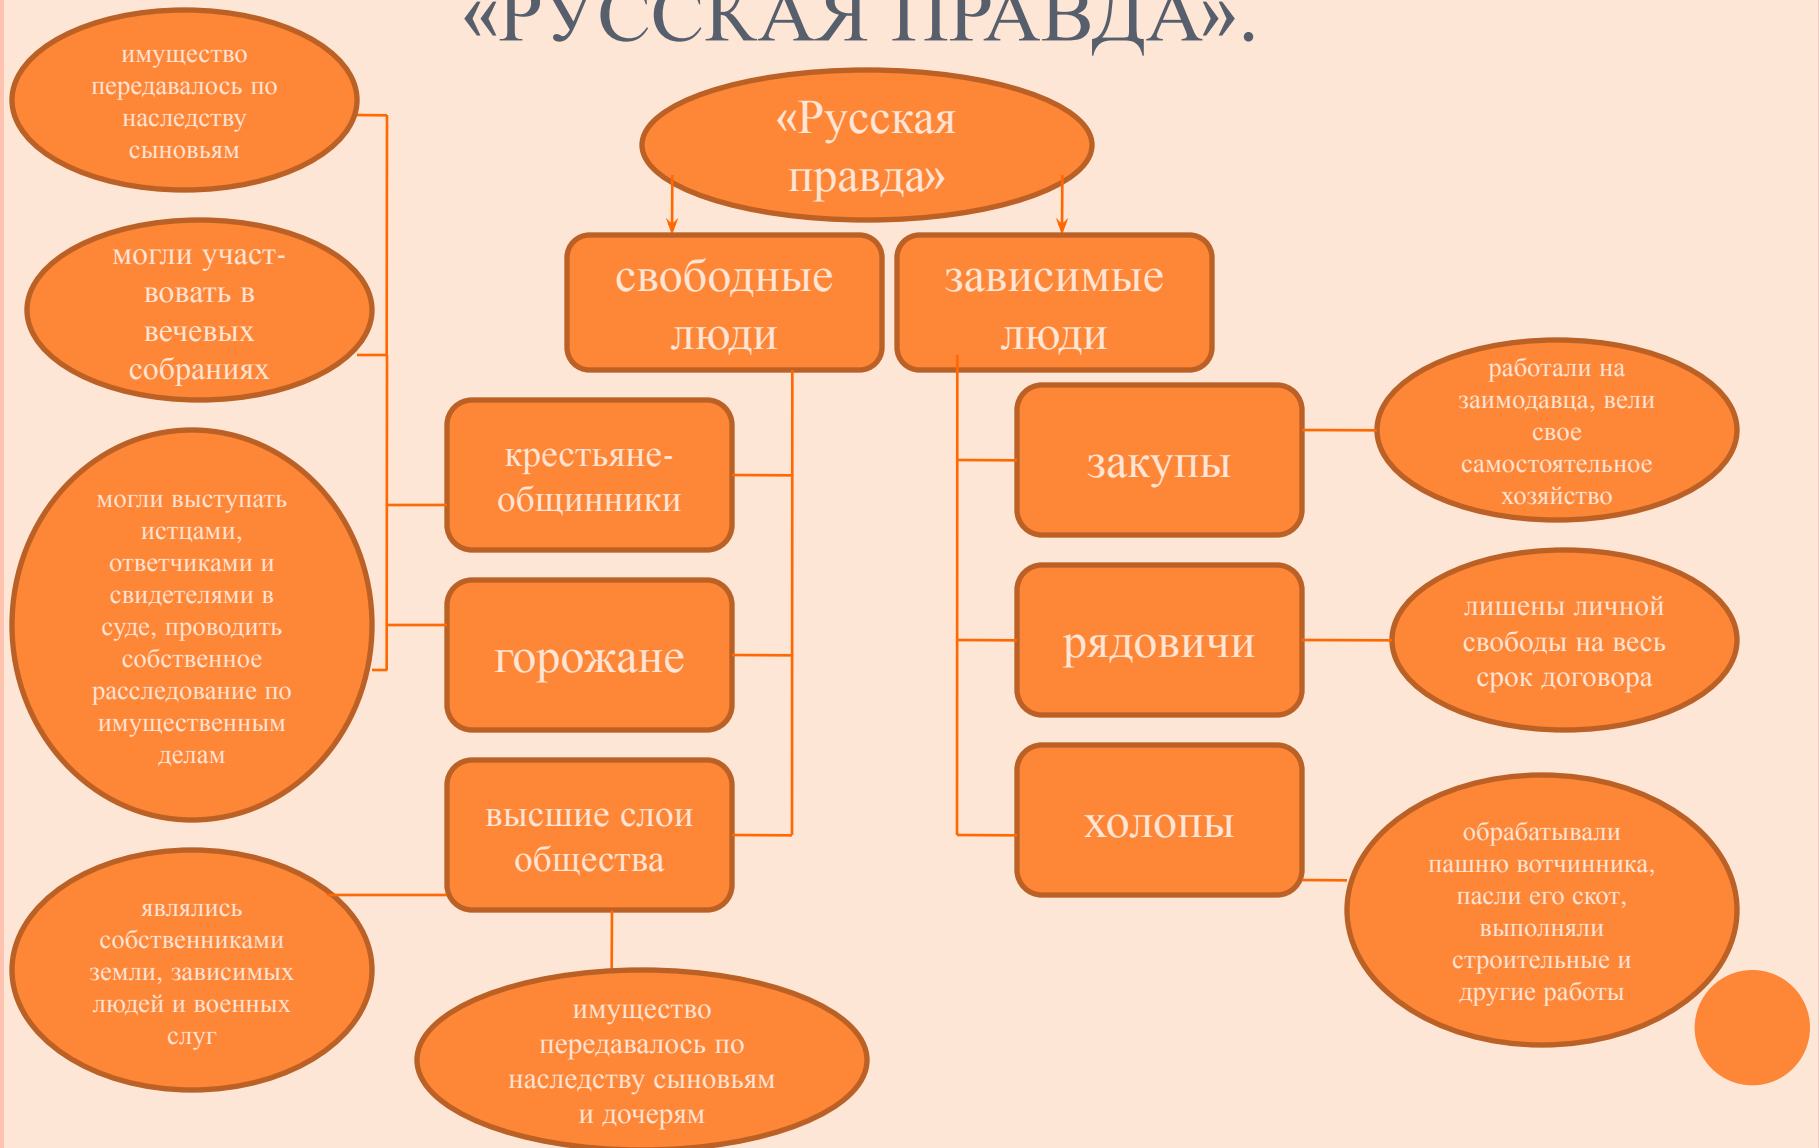 «РУССКАЯ ПРАВДА».
«Русская
правда»
свободные
люди
зависимые
люди
имущество
передавалось по
наследству
сыновьям
могли участ-
вовать в
вечевых
собраниях
могли выступать
истцами,
ответчиками и
свидетелями в
суде, проводить
собственное
расследование по
имущественным
делам
являлись
собственниками
земли, зависимых
людей и военных
слуг
крестьяне-
общинники
горожане
высшие слои
общества
имущество
передавалось по
наследству сыновьям
и дочерям
закупы
рядовичи
холопы
работали на
заимодавца, вели
свое
самостоятельное
хозяйство
лишены личной
свободы на весь
срок договора
обрабатывали
пашню вотчинника,
пасли его скот,
выполняли
строительные и
другие работы